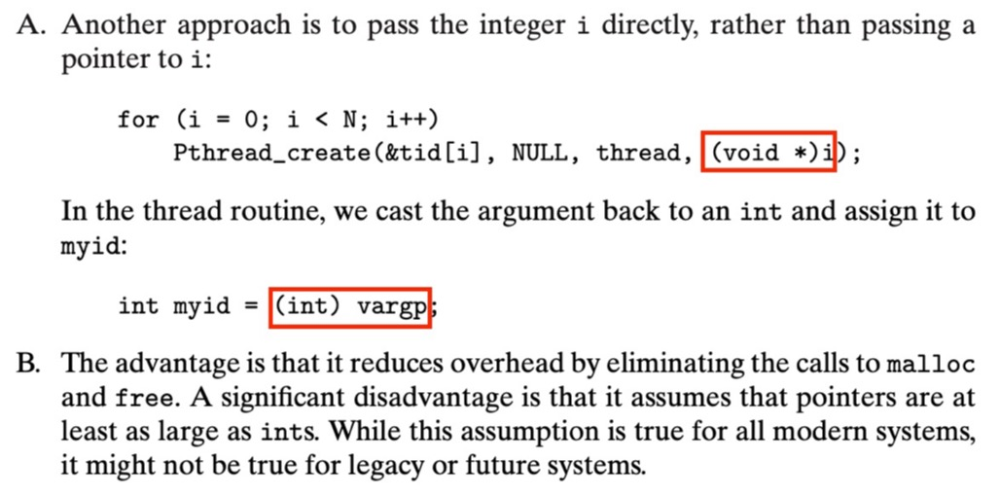 A. Another approach is to pass the integer i directly, rather than passing a
pointer to i:
for (i = 0; i < N; i++)
Pthread_create(&tid[i], NULL, thread, (void *)i);
In the thread routine, we cast the argument back to an int and assign it to
myid:
int myid = (int) vargp;
B. The advantage is that it reduces overhead by eliminating the calls to malloc
and free. A significant disadvantage is that it assumes that pointers are at
least as large as ints. While this assumption is true for all modern systems,
it might not be true for legacy or future systems.